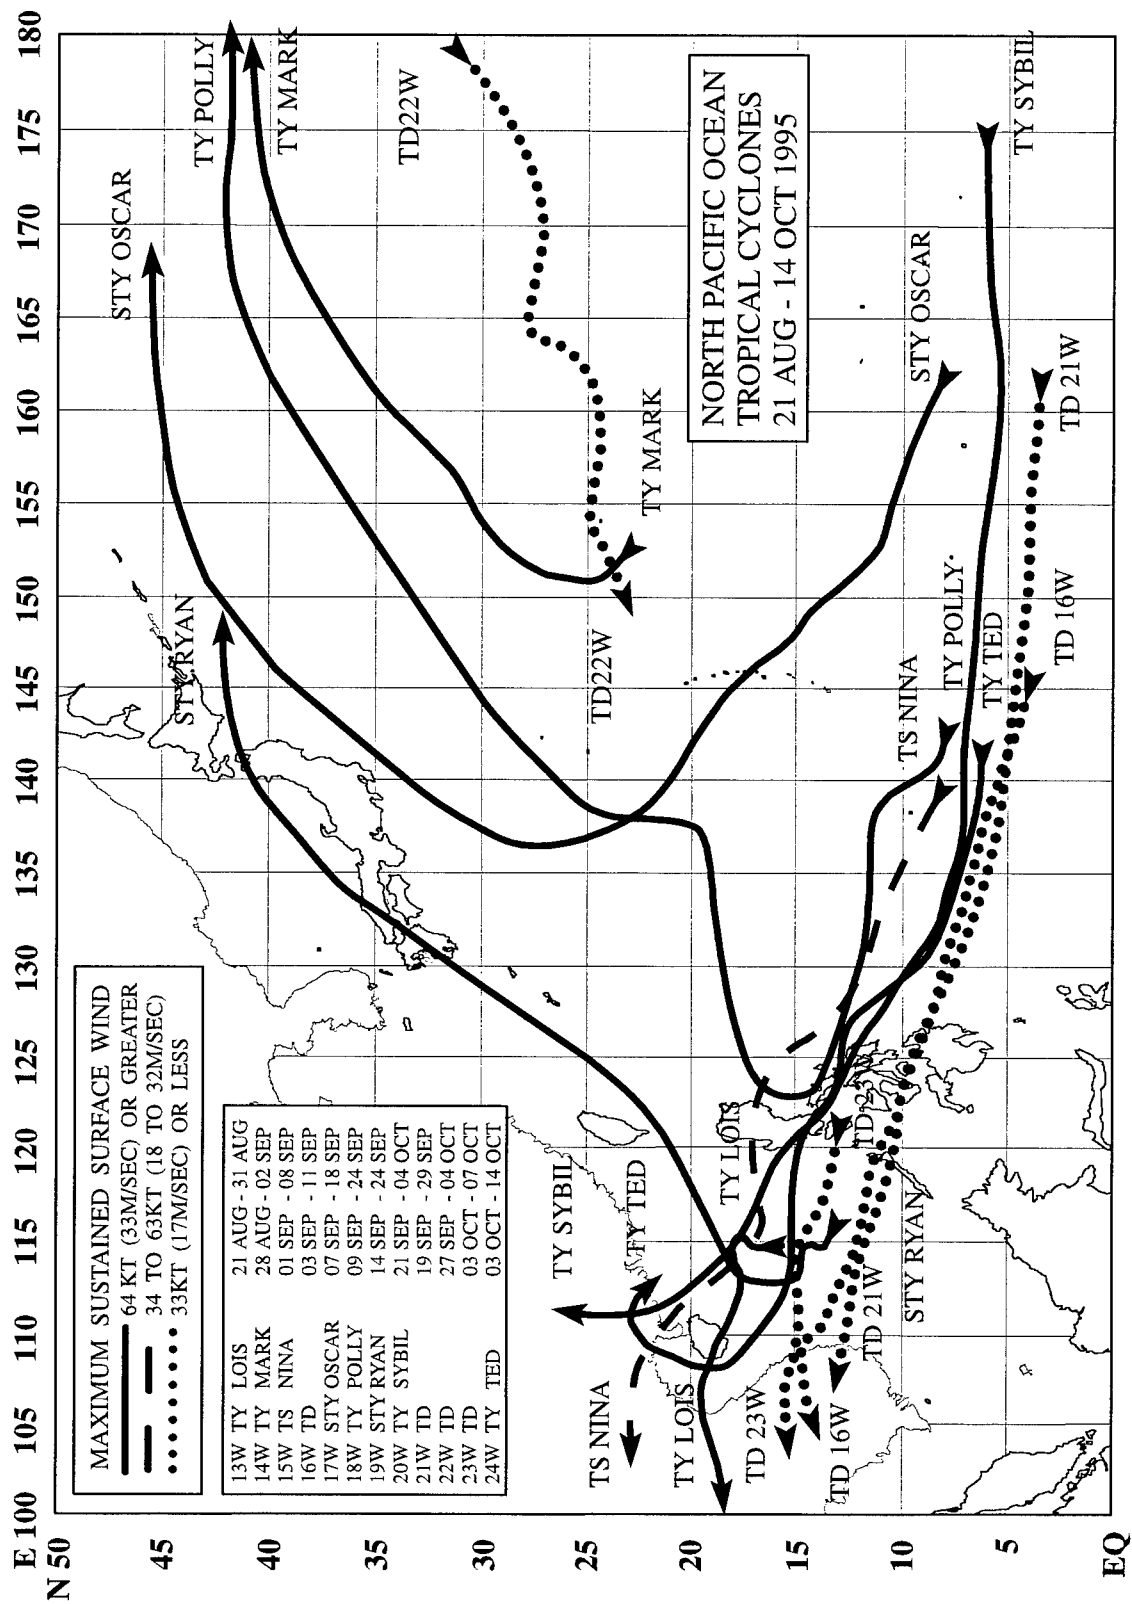 E 100 105 110 115 120 125 130 135 140 145 150 155 160 165 170 175 180
N 50
45
40
35
30
25
20
15
10
5
EQ
MAXIMUM SUSTAINED SURFACE WIND
64 KT (33M/SEC) OR GREATER
34 TO 63KT (18 TO 32M/SEC)
33KT (17M/SEC) OR LESS
13W TY LOIS 21 AUG - 31 AUG
14W TY MARK 28 AUG - 02 SEP
15W TS NINA 01 SEP - 08 SEP
16W TD 03 SEP - 11 SEP
17W STY OSCAR 07 SEP - 18 SEP
18W TY POLLY 09 SEP - 24 SEP
19W STY RYAN 14 SEP - 24 SEP
20W TY SYBIL 21 SEP - 04 OCT
21W TD 19 SEP - 29 SEP
22W TD 27 SEP - 04 OCT
23W TD 03 OCT - 07 OCT
24W TY TED 03 OCT - 14 OCT
STY OSCAR
TY POLLY
TY MARK
STY RYAN
TD22W
NORTH PACIFIC OCEAN
TROPICAL CYCLONES
21 AUG - 14 OCT 1995
TY MARK
TD22W
TY SYBIL
TY TED
TY LOIS
TS NINA
TY LOIS
TD 23W
TD 16W
TD 21W
STY RYAN
TD 23W
TS NINA
TY POLLY
TY TED
TD 16W
STY OSCAR
TY SYBIL
TD 21W